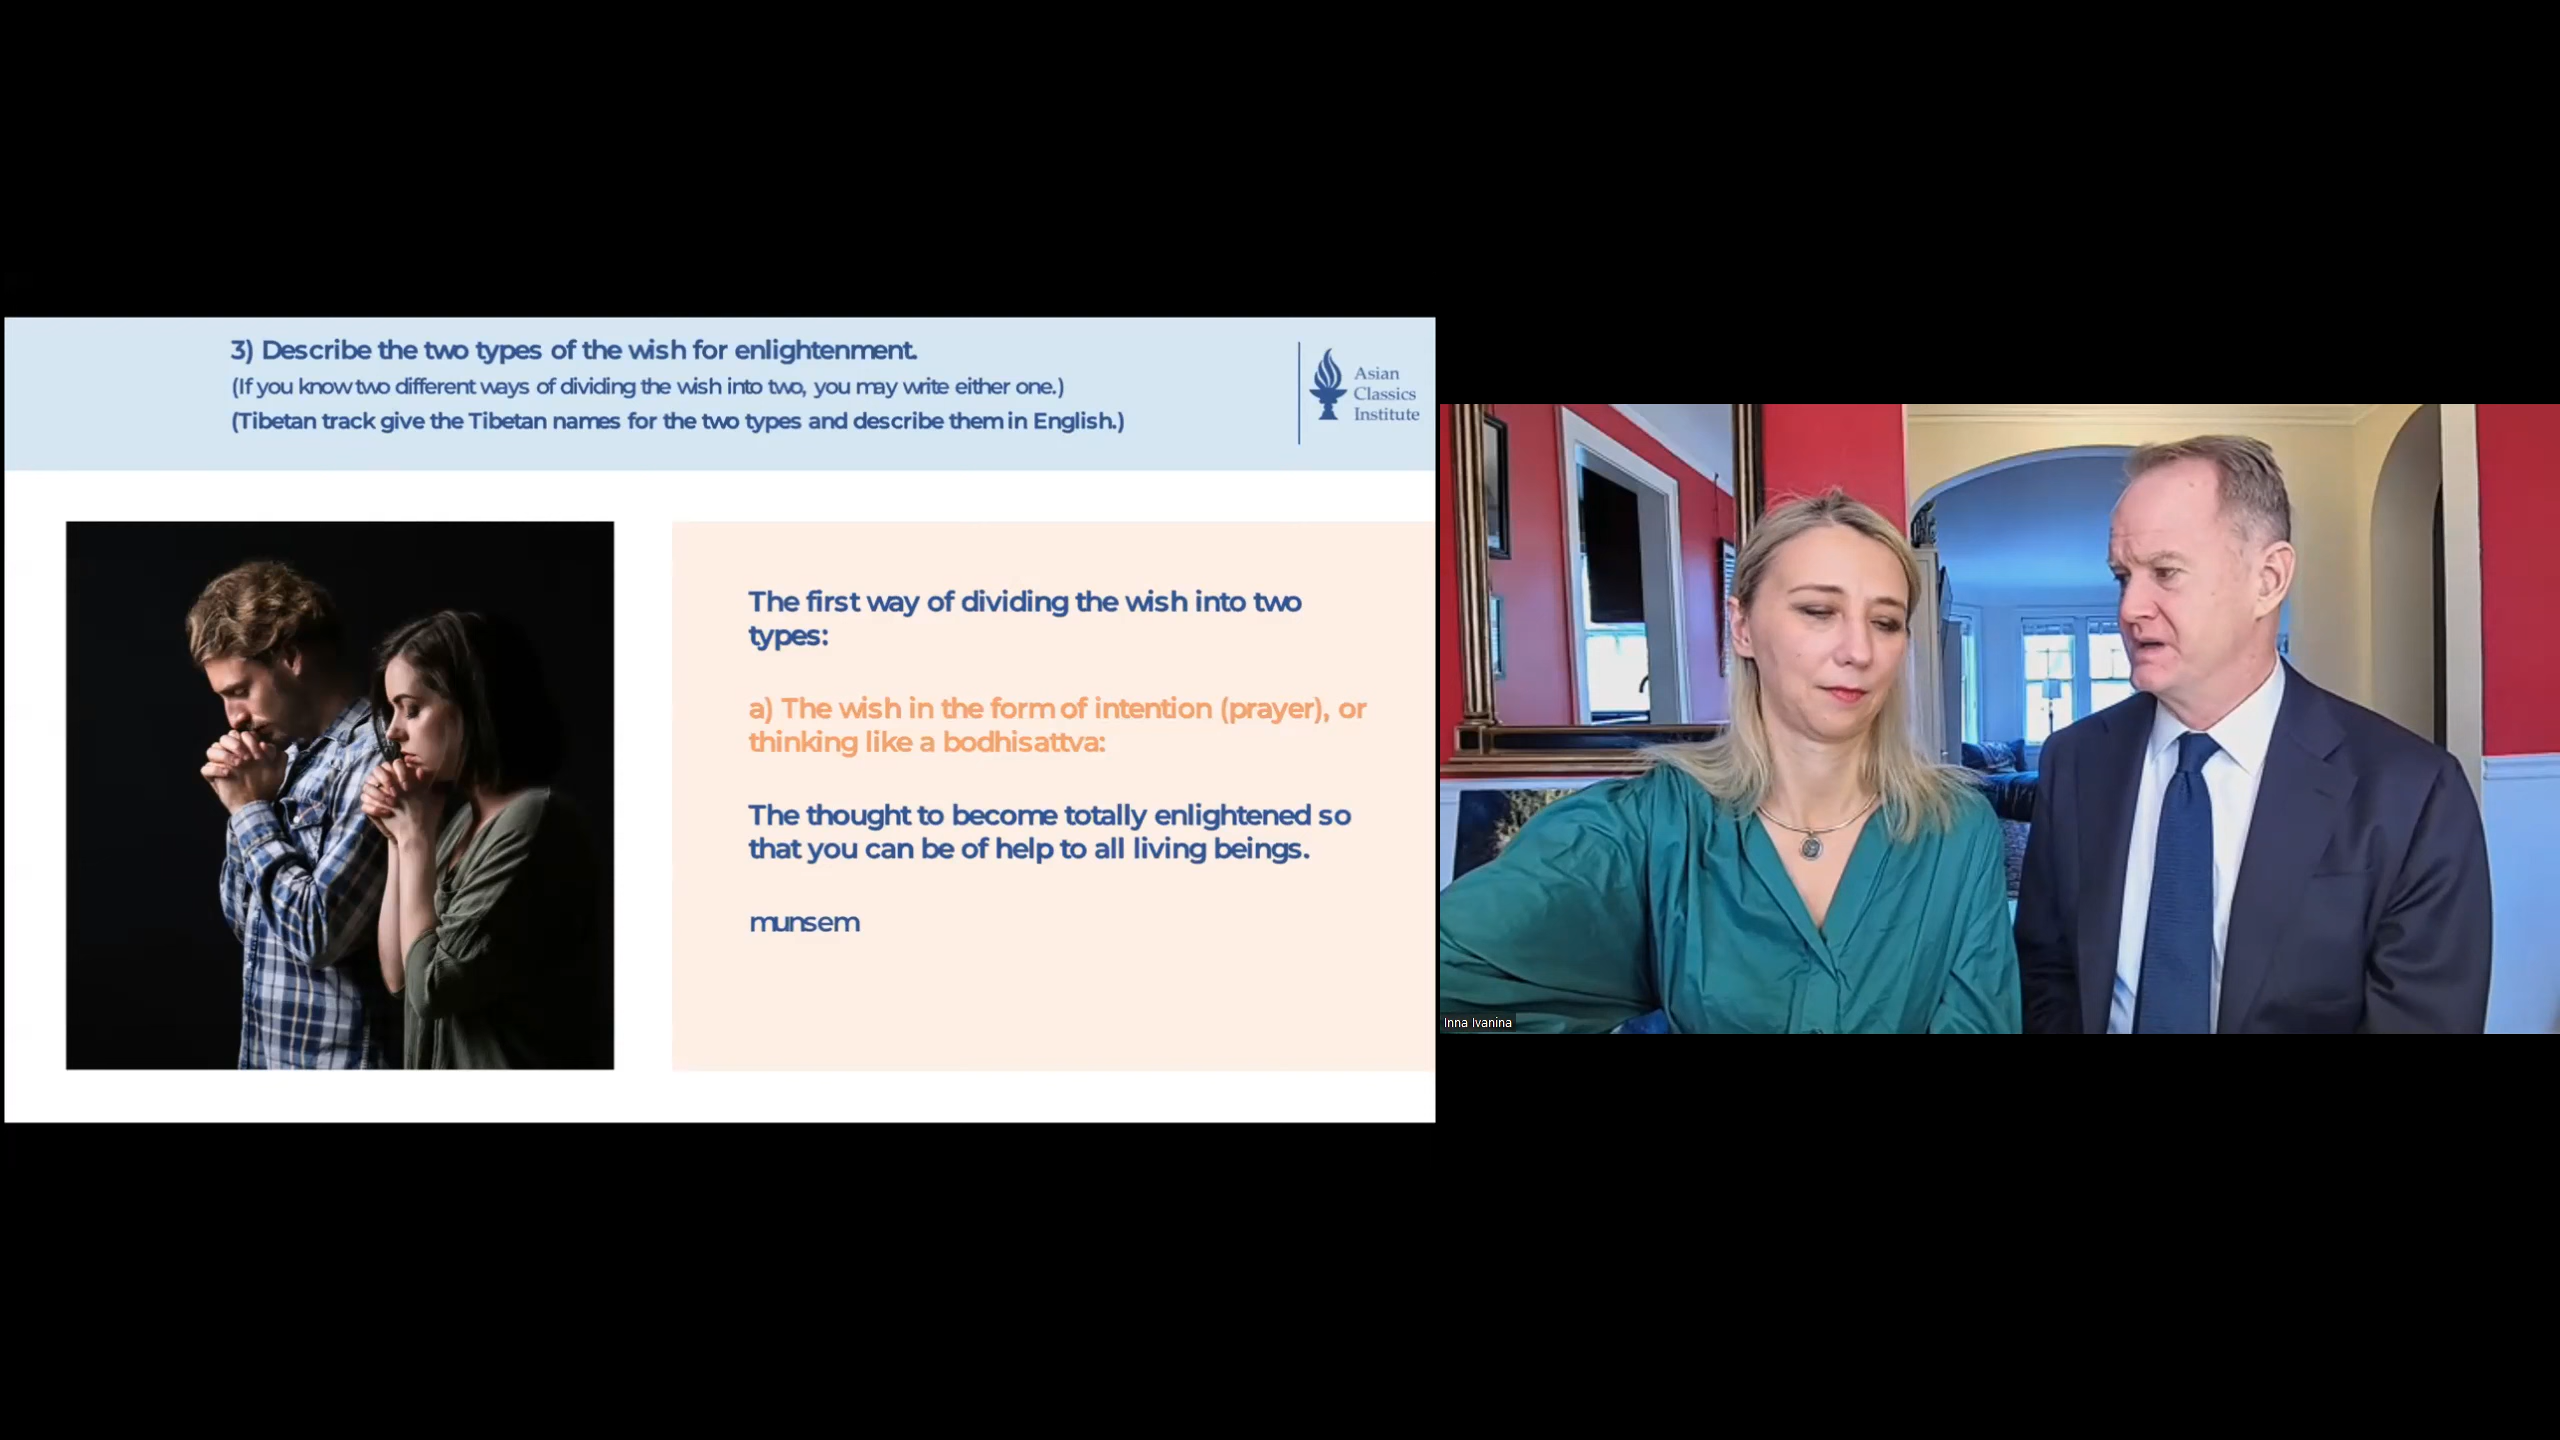 3) Describe the two types of the wish for enlightenment.
(If you know two different ways of dividing the wish into two, you may write either one.)
(Tibetan track give the Tibetan names for the two types and describe them in English.)
Asian
Classics
Institute
The first way of dividing the wish into two
types:
a) The wish in the form of intention (prayer), or
thinking like a bodhisattva:
The thought to become totally enlightened so
that you can be of help to all living beings.
munsem
Inna Ivanina